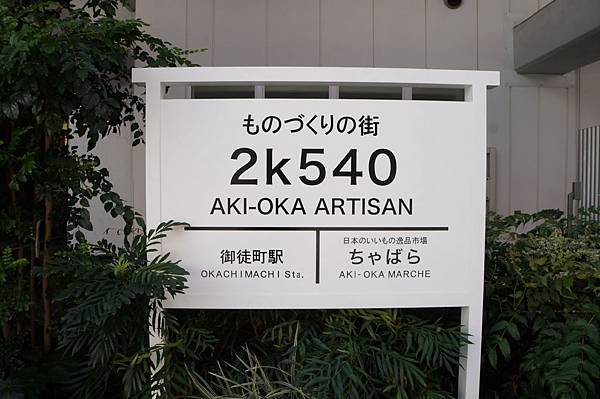 ものづくりの街
2k540
AKI-OKA ARTISAN
御徒町駅
OKACHIMACHI Sta.
日本のいいもの逸品市場
ちゃばら
AKI-OKA MARCHE